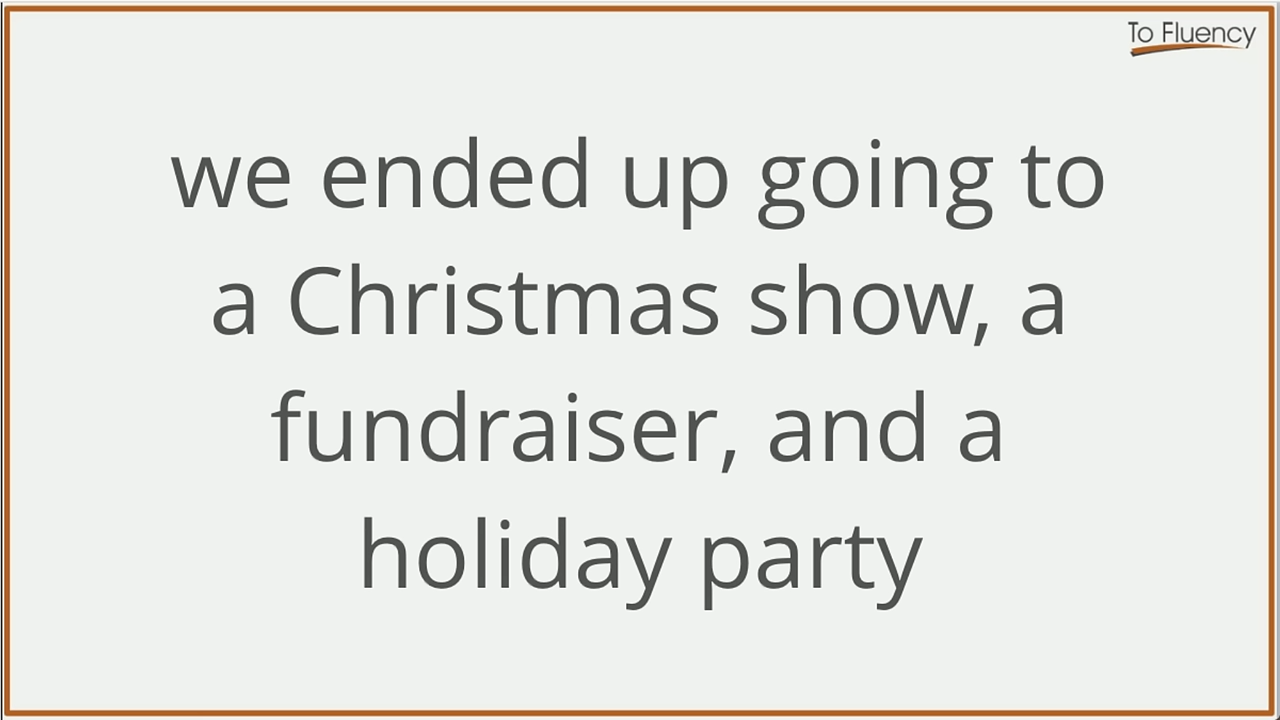 To Fluency
we ended up going to
a Christmas show, a
fundraiser, and a
holiday party